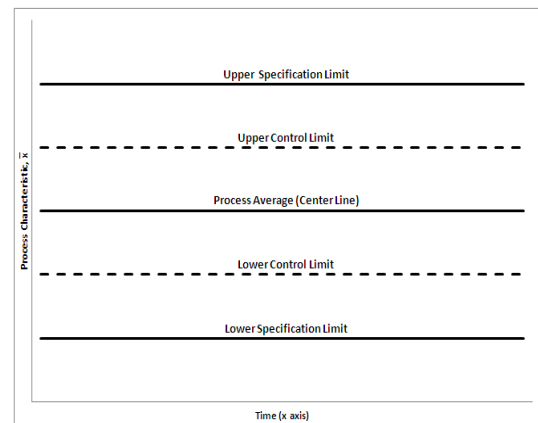 Upper Specification Limit
Upper Control Limit
Process Average (Center Line)
Lower Control Limit
Lower Specification Limit
Process Characteristic, x̅
Time (x axis)